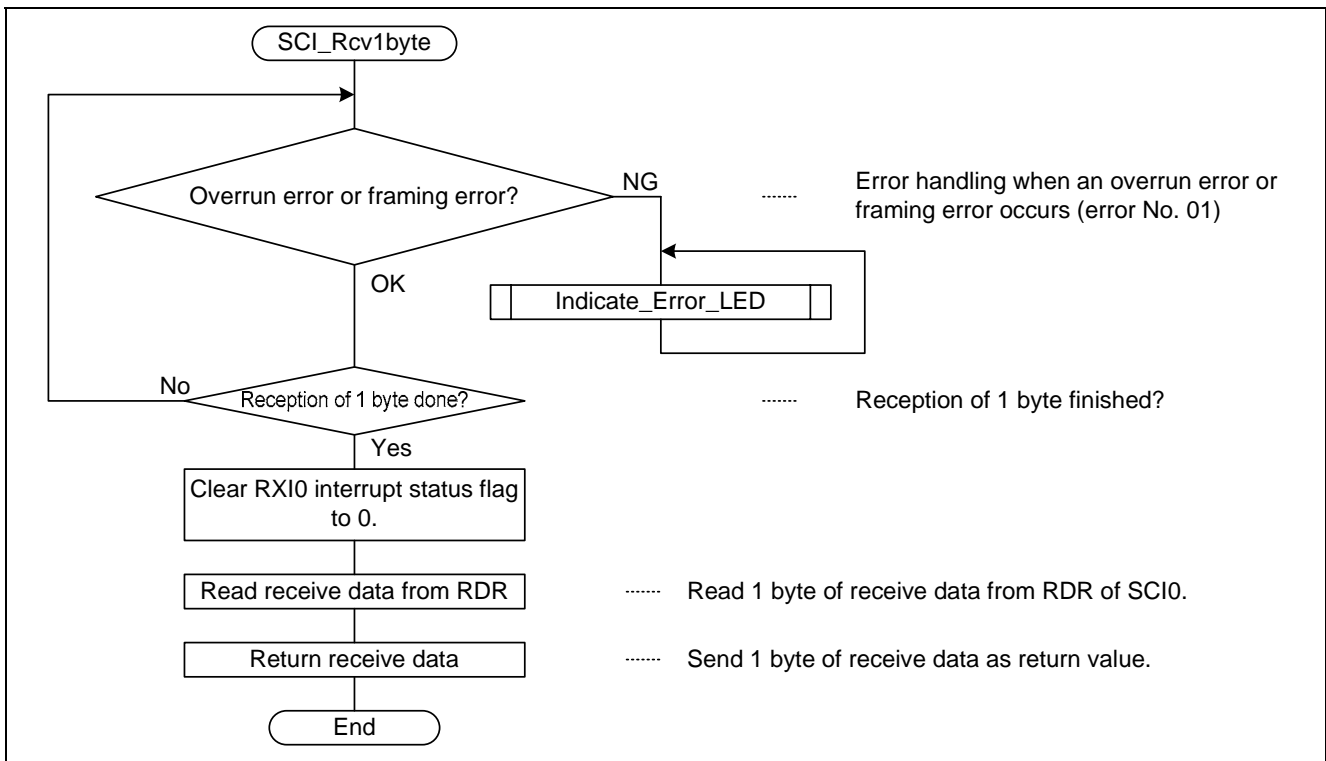 SCI_Rcv1byte
Overrun error or framing error?
NG
Error handling when an overrun error or
framing error occurs (error No. 01)
OK
Indicate_Error_LED
No
Reception of 1 byte done?
Reception of 1 byte finished?
Yes
Clear RXI0 interrupt status flag
to 0.
Read receive data from RDR
Read 1 byte of receive data from RDR of SCI0.
Return receive data
Send 1 byte of receive data as return value.
End